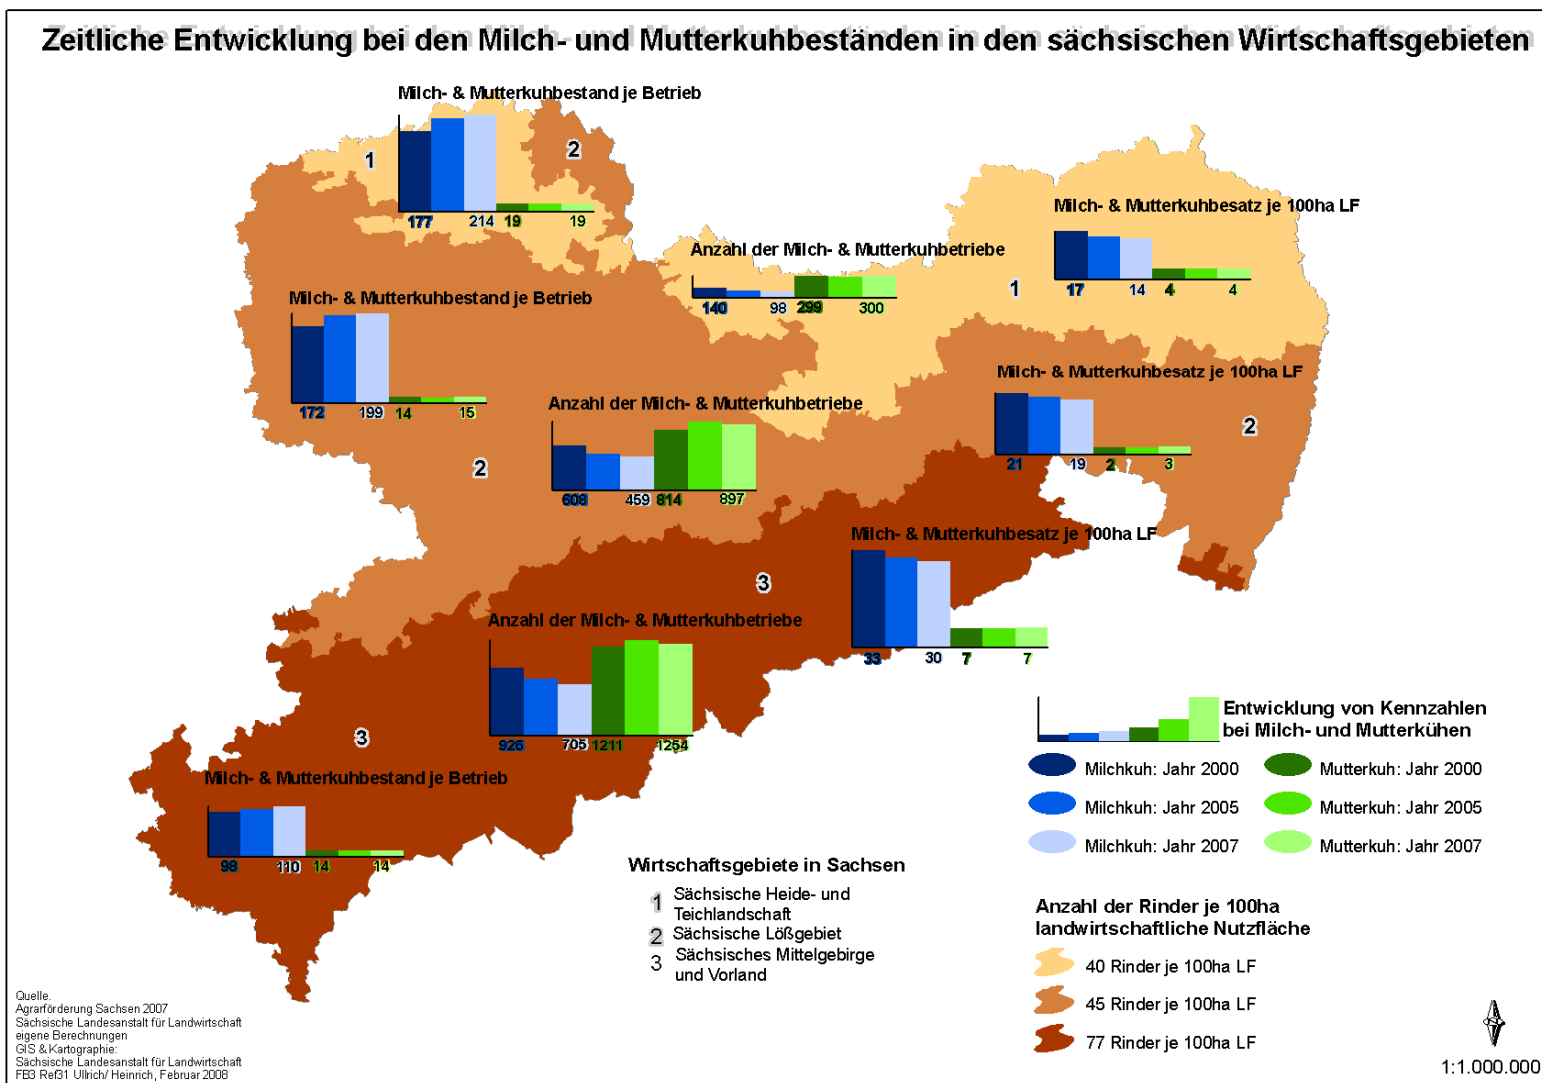 Zeitliche Entwicklung bei den Milch- und Mutterkuhbeständen in den sächsischen Wirtschaftsgebieten
Milch- & Mutterkuhbestand je Betrieb
1
2
177 214 19 19
Milch- & Mutterkuhbesatz je 100ha LF
17 14 4 4
Anzahl der Milch- & Mutterkuhbetriebe
140 98 299 300
1
Milch- & Mutterkuhbestand je Betrieb
172 199 14 15
Milch- & Mutterkuhbesatz je 100ha LF
21 19 2 3
2
Anzahl der Milch- & Mutterkuhbetriebe
608 459 814 897
2
Milch- & Mutterkuhbesatz je 100ha LF
33 30 7 7
3
Anzahl der Milch- & Mutterkuhbetriebe
926 705 1211 1254
3
Milch- & Mutterkuhbestand je Betrieb
98 110 14 14
Entwicklung von Kennzahlen
bei Milch- und Mutterkühen
Milchkuh: Jahr 2000
Mutterkuh: Jahr 2000
Milchkuh: Jahr 2005
Mutterkuh: Jahr 2005
Milchkuh: Jahr 2007
Mutterkuh: Jahr 2007
Wirtschaftsgebiete in Sachsen
1 Sächsische Heide- und
Teichlandschaft
2 Sächsische Lößgebiet
3 Sächsisches Mittelgebirge
und Vorland
Anzahl der Rinder je 100ha
landwirtschaftliche Nutzfläche
40 Rinder je 100ha LF
45 Rinder je 100ha LF
77 Rinder je 100ha LF
Quelle.
Agrarförderung Sachsen 2007
Sächsische Landesanstalt für Landwirtschaft
eigene Berechnungen
GIS & Kartographie:
Sächsische Landesanstalt für Landwirtschaft
FB3 Ref31 Ullrich/ Heinrich, Februar 2008
1:1.000.000